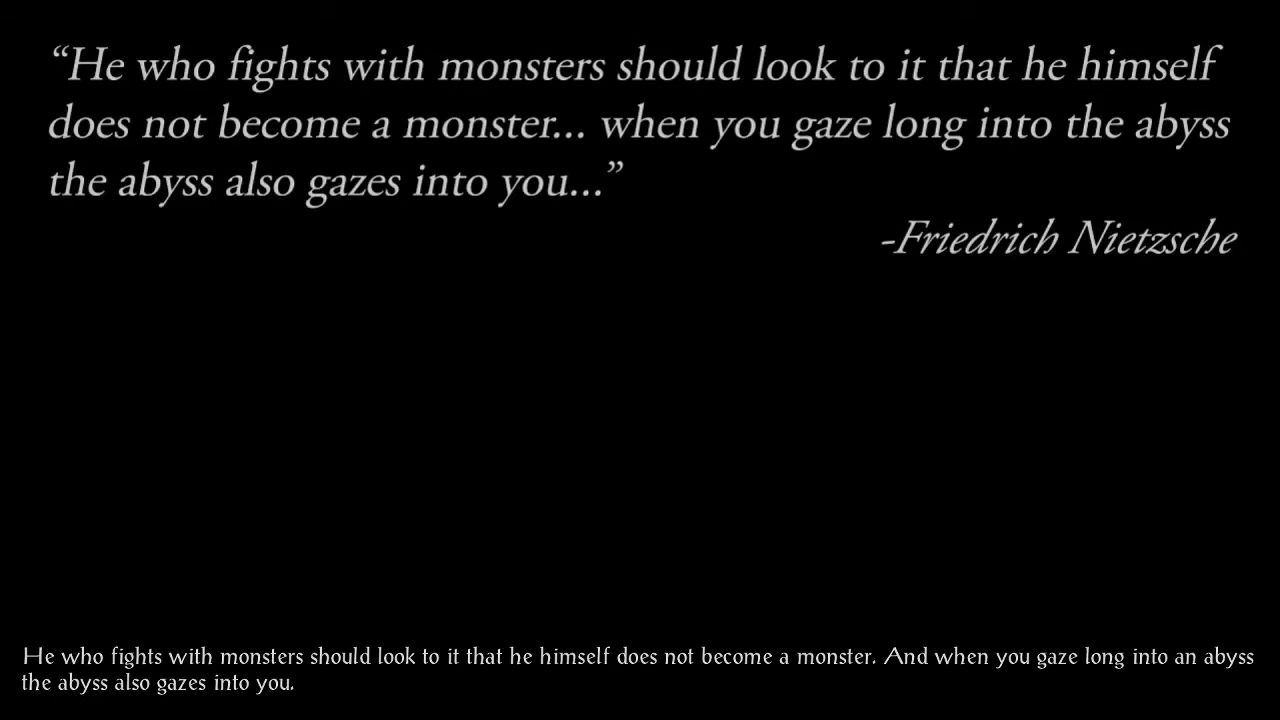 “He who fights with monsters should look to it that he himself
does not become a monster... when you gaze long into the abyss
the abyss also gazes into you...”
-Friedrich Nietzsche
He who fights with monsters should look to it that he himself does not become a monster. And when you gaze long into an abyss
the abyss also gazes into you.